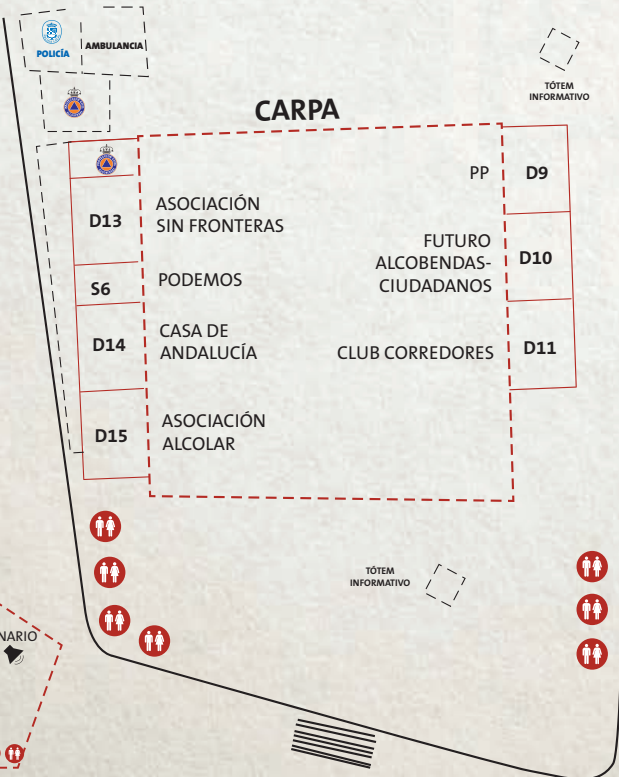 POLICÍA
AMBULANCIA
TÓTEM
INFORMATIVO
CARPA
PP
D9
D13
ASOCIACIÓN
SIN FRONTERAS
FUTURO
ALCOBENDAS-
CIUDADANOS
D10
S6
PODEMOS
D14
CASA DE
ANDALUCÍA
CLUB CORREDORES
D11
D15
ASOCIACIÓN
ALCOLAR
TÓTEM
INFORMATIVO
NARIO